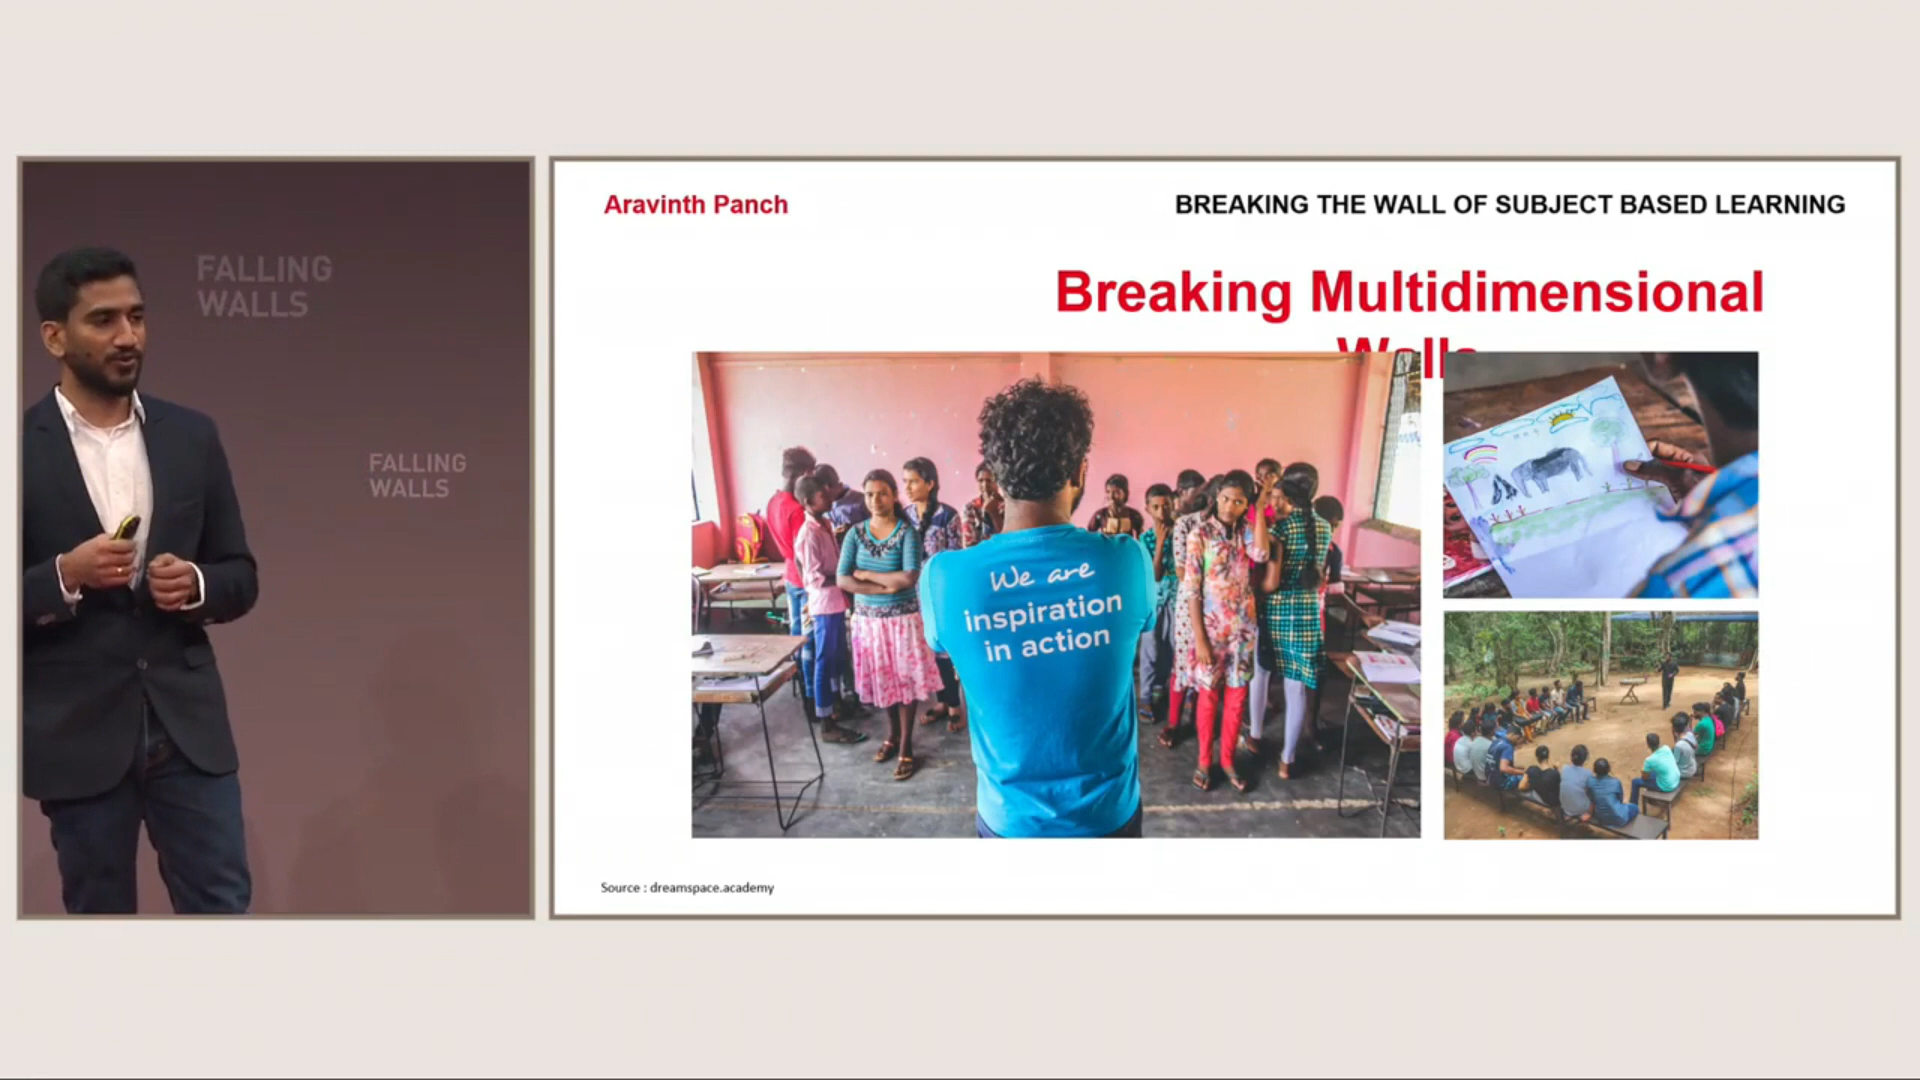 FALLING
WALLS
FALLING
WALLS
Aravinth Panch
BREAKING THE WALL OF SUBJECT BASED LEARNING
Breaking Multidimensional
Walls
We are
inspiration
in action
Source : dreamspace.academy